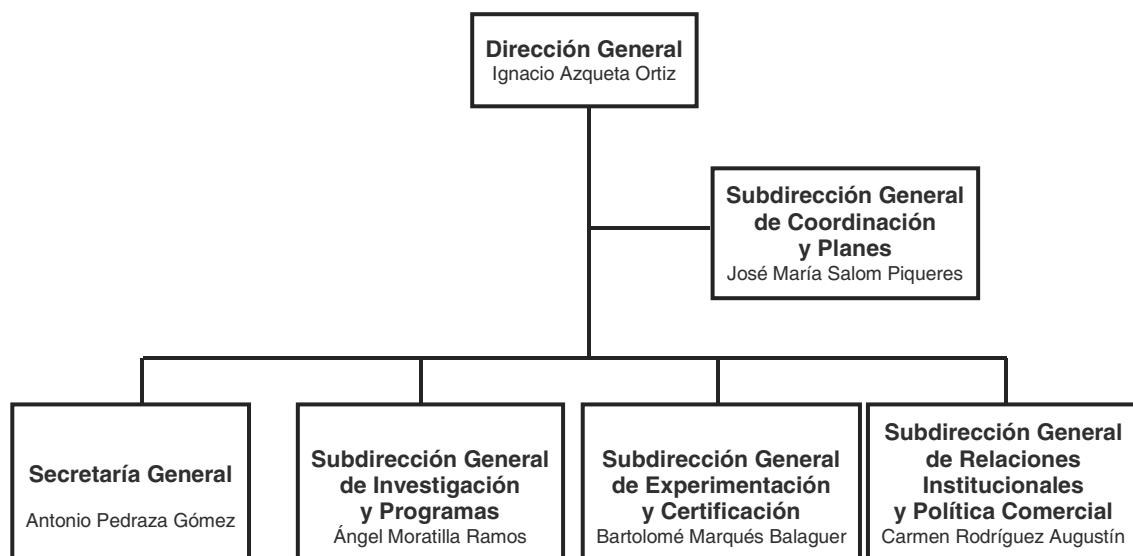 Dirección General
Ignacio Azqueta Ortiz
Subdirección General
de Coordinación
y Planes
José María Salom Piqueres
Secretaría General
Antonio Pedraza Gómez
Subdirección General
de Investigación
y Programas
Ángel Moratilla Ramos
Subdirección General
de Experimentación
y Certificación
Bartolomé Marqués Balaguer
Subdirección General
de Relaciones
Institucionales
y Política Comercial
Carmen Rodríguez Augustín